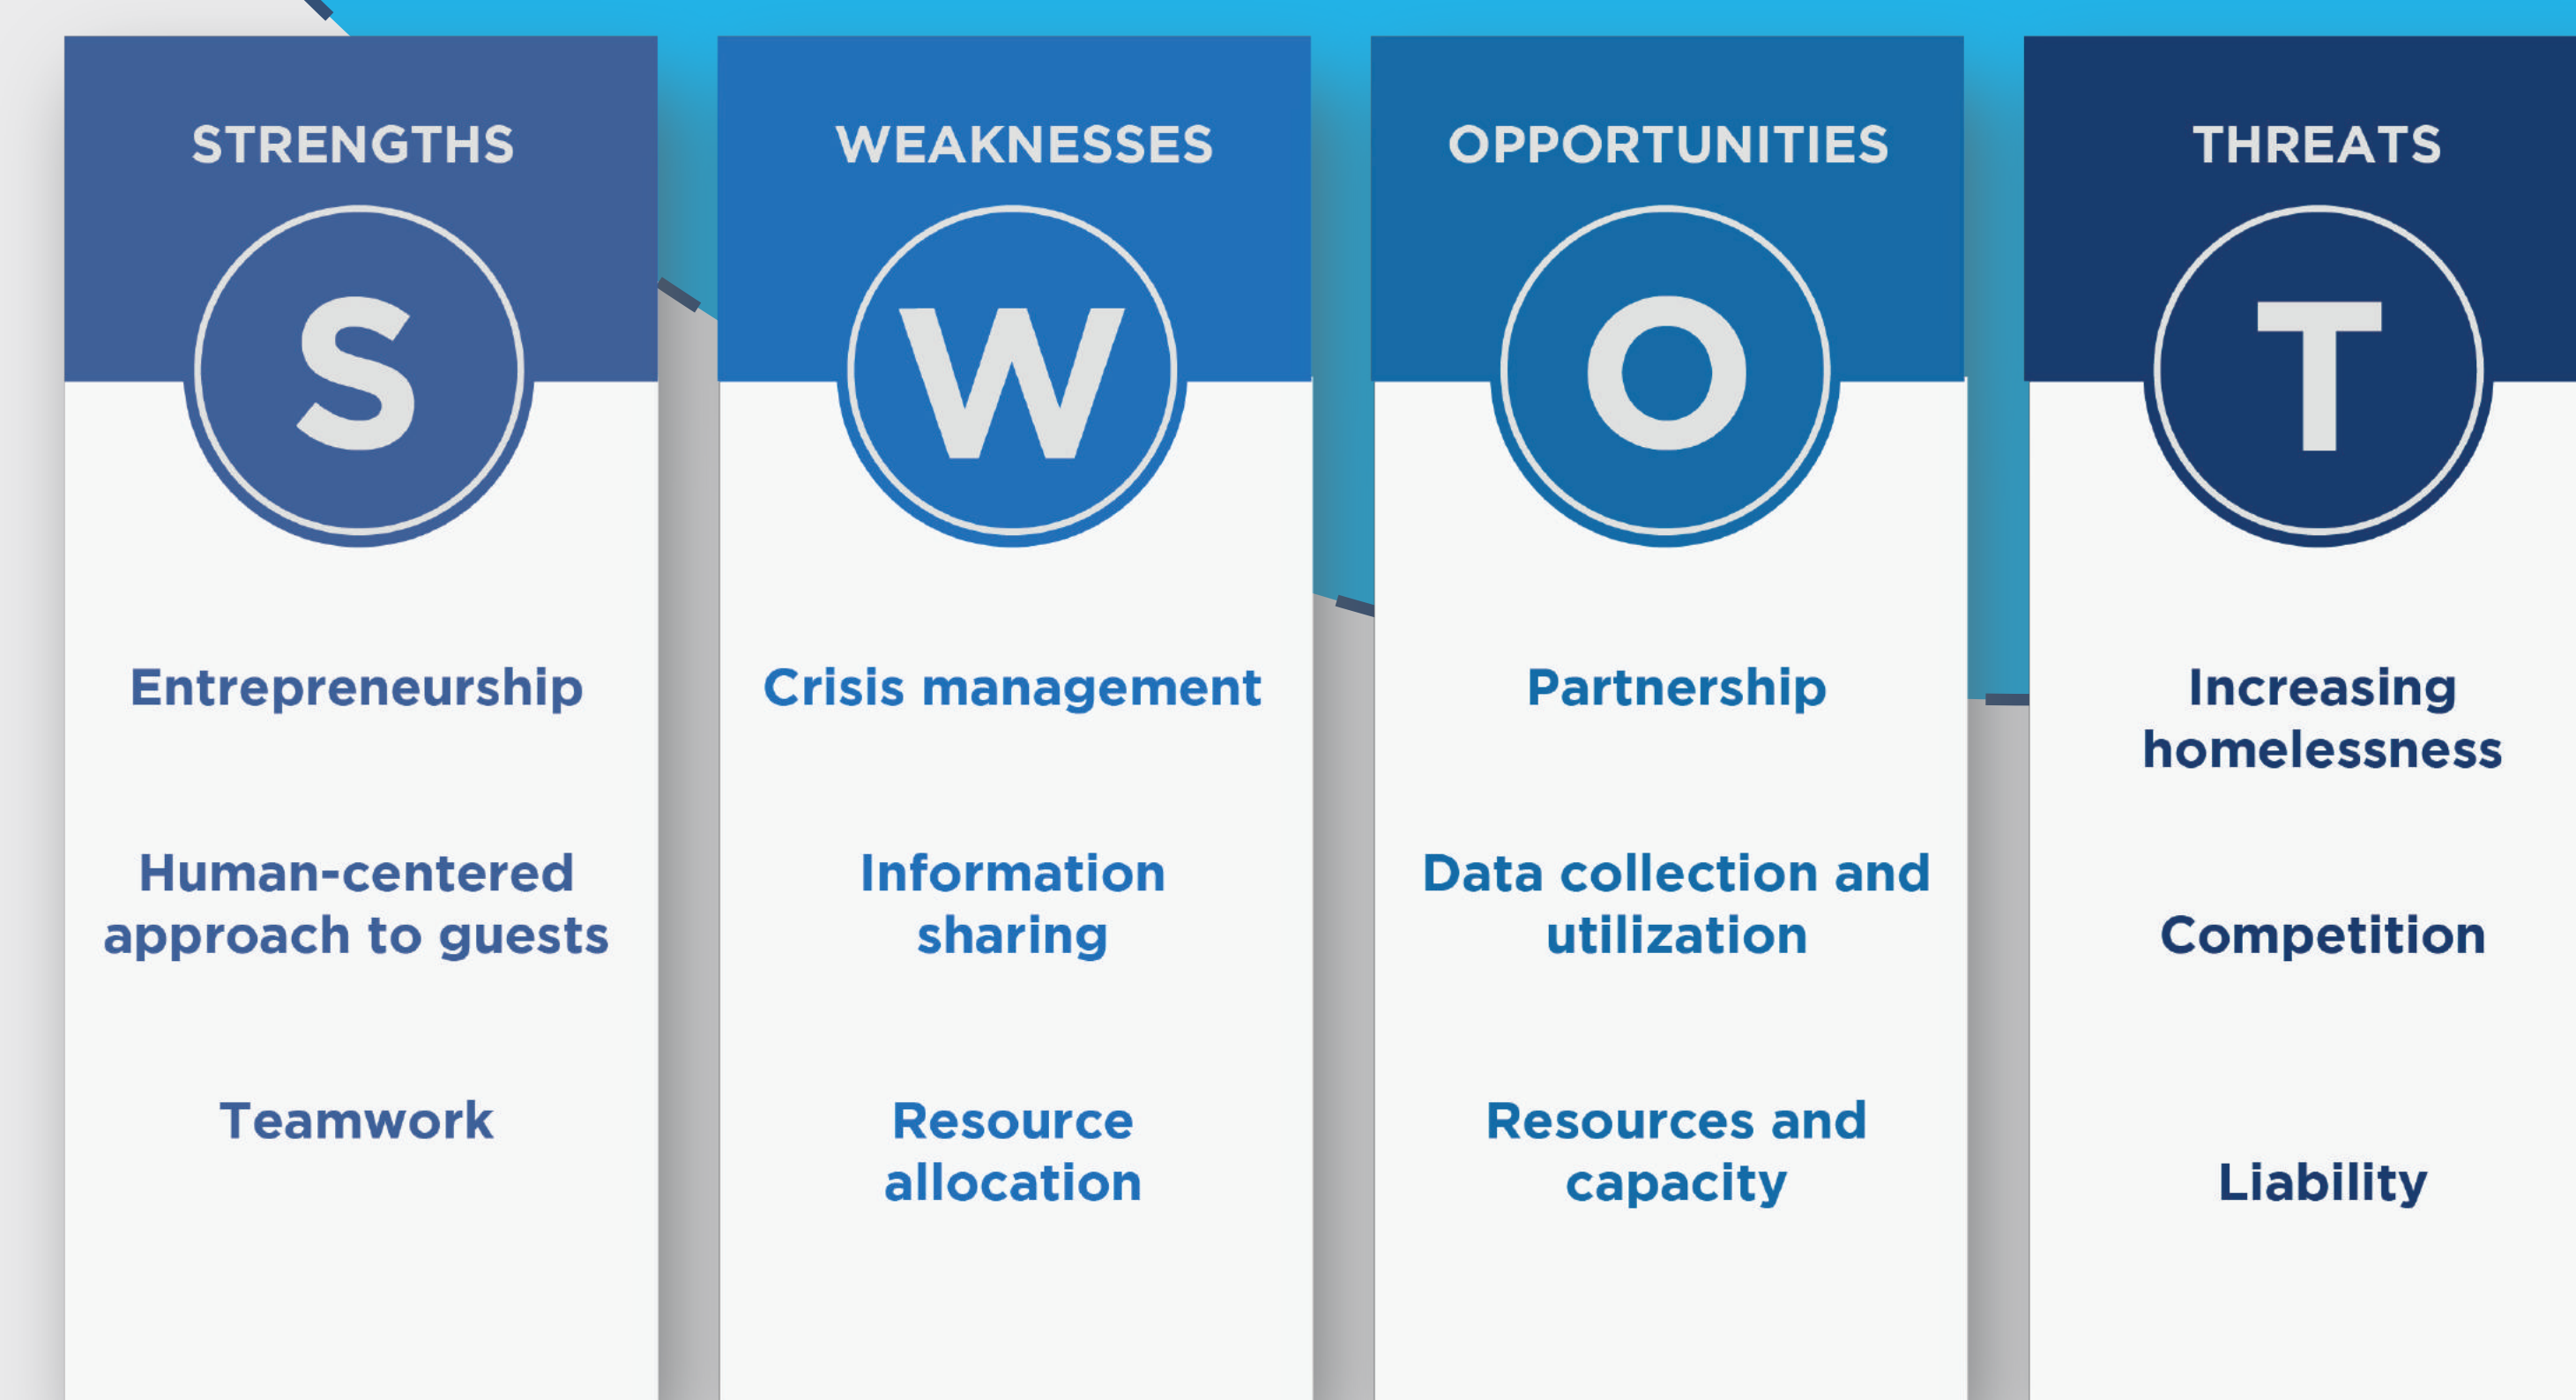 STRENGTHS
S
Entrepreneurship
Human-centered
approach to guests
Teamwork
WEAKNESSES
W
Crisis management
Information
sharing
Resource
allocation
OPPORTUNITIES
O
Partnership
Data collection and
utilization
Resources and
capacity
THREATS
T
Increasing
homelessness
Competition
Liability